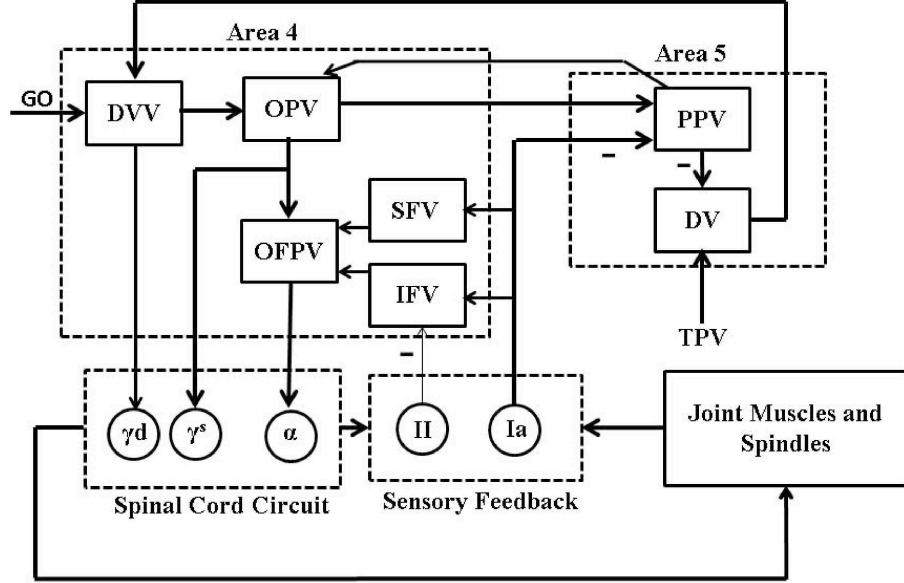 Area 4
Area 5
GO
DVV
OPV
PPV
–
–
SFV
DV
OFPV
IFV
–
TPV
γd
γˢ
α
II
Ia
Joint Muscles and
Spindles
Spinal Cord Circuit
Sensory Feedback